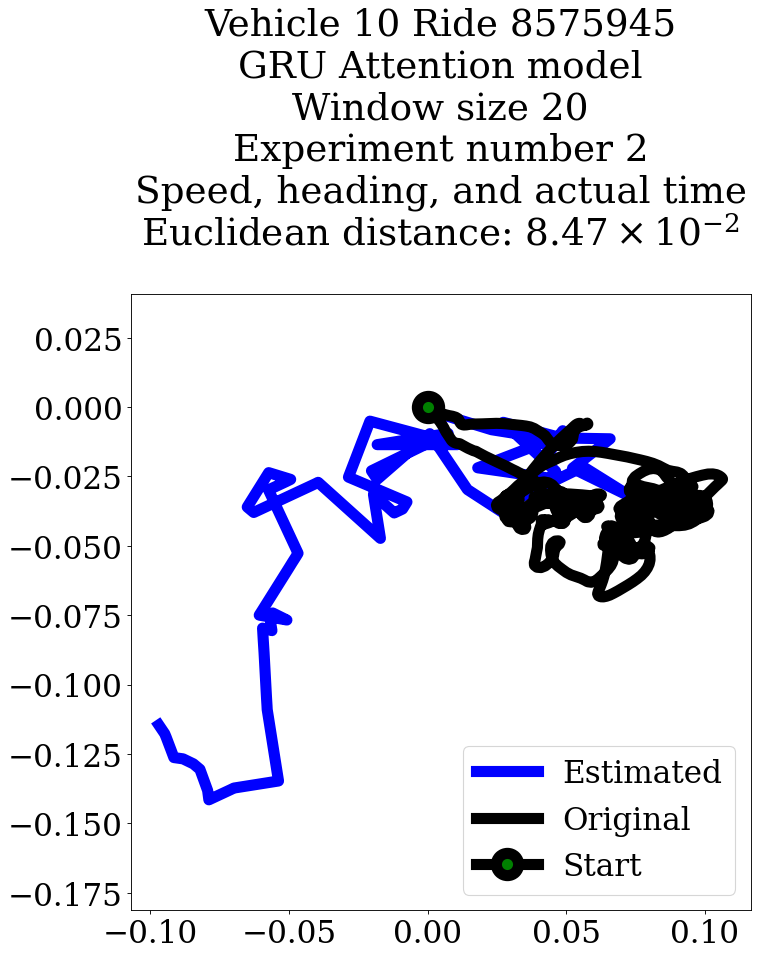 Vehicle 10 Ride 8575945
GRU Attention model
Window size 20
Experiment number 2
Speed, heading, and actual time
Euclidean distance: 8.47 × 10⁻²
0.025
0.000
−0.025
−0.050
−0.075
−0.100
−0.125
−0.150
−0.175
Estimated
Original
Start
−0.10 −0.05 0.00 0.05 0.10